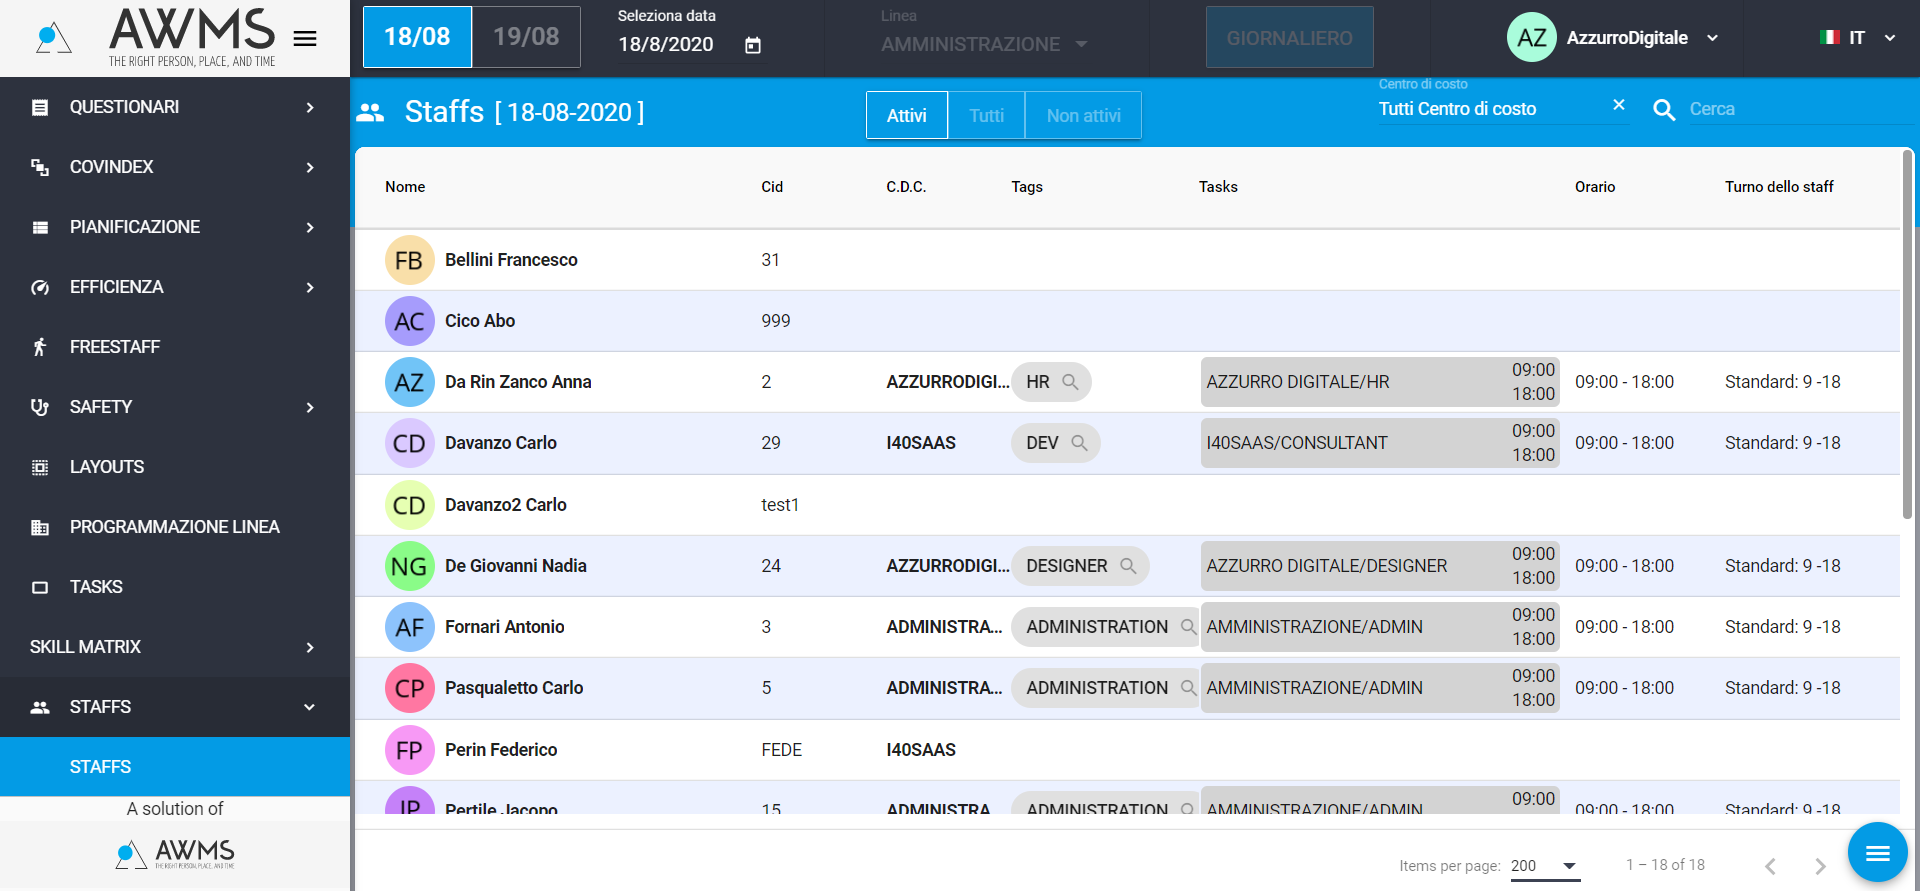 AWMS
THE RIGHT PERSON, PLACE, AND TIME
18/08
19/08
Seleziona data
18/8/2020
Linea
AMMINISTRAZIONE
GIORNALIERO
AZ
AzzurroDigitale
IT
QUESTIONARI
COVINDEX
PIANIFICAZIONE
EFFICIENZA
FREESTAFF
SAFETY
LAYOUTS
PROGRAMMAZIONE LINEA
TASKS
SKILL MATRIX
STAFFS
STAFFS
A solution of
AWMS
THE RIGHT PERSON, PLACE, AND TIME
Staffs [ 18-08-2020 ]
Attivi
Tutti
Non attivi
Centro di costo
Tutti Centro di costo
Cerca
Nome Cid C.D.C. Tags Tasks Orario Turno dello staff
FB Bellini Francesco 31
AC Cico Abo 999
AZ Da Rin Zanco Anna 2 AZZURRODIGI... HR AZZURRO DIGITALE/HR 09:00 18:00 09:00 - 18:00 Standard: 9 -18
CD Davanzo Carlo 29 I40SAAS DEV I40SAAS/CONSULTANT 09:00 18:00 09:00 - 18:00 Standard: 9 -18
CD Davanzo2 Carlo test1
NG De Giovanni Nadia 24 AZZURRODIGI... DESIGNER AZZURRO DIGITALE/DESIGNER 09:00 18:00 09:00 - 18:00 Standard: 9 -18
AF Fornari Antonio 3 ADMINISTRA... ADMINISTRATION AMMINISTRAZIONE/ADMIN 09:00 18:00 09:00 - 18:00 Standard: 9 -18
CP Pasqualetto Carlo 5 ADMINISTRA... ADMINISTRATION AMMINISTRAZIONE/ADMIN 09:00 18:00 09:00 - 18:00 Standard: 9 -18
FP Perin Federico FEDE I40SAAS
JP Pertile Jacopo 15 ADMINISTRA... ADMINISTRATION AMMINISTRAZIONE/ADMIN 09:00 09:00 - 18:00 Standard: 9 -18
Items per page: 200 1 – 18 of 18